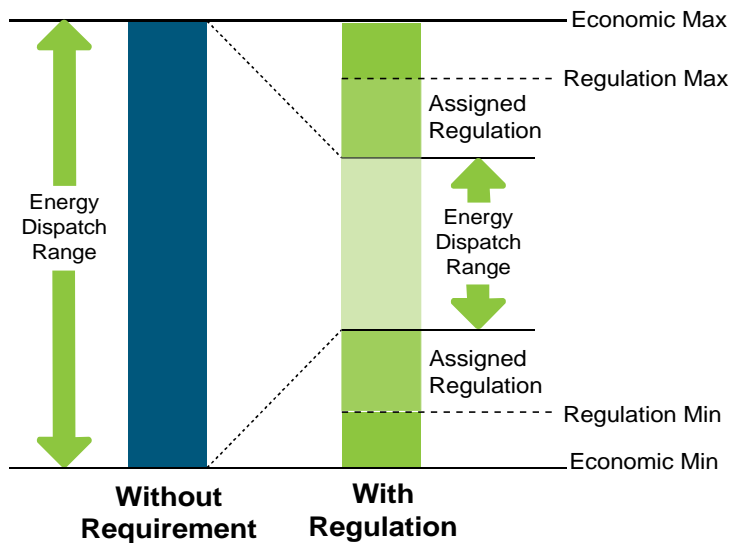 Economic Max
Regulation Max
Assigned
Regulation
Energy
Dispatch
Range
Energy
Dispatch
Range
Assigned
Regulation
Regulation Min
Economic Min
Without
Requirement
With
Regulation